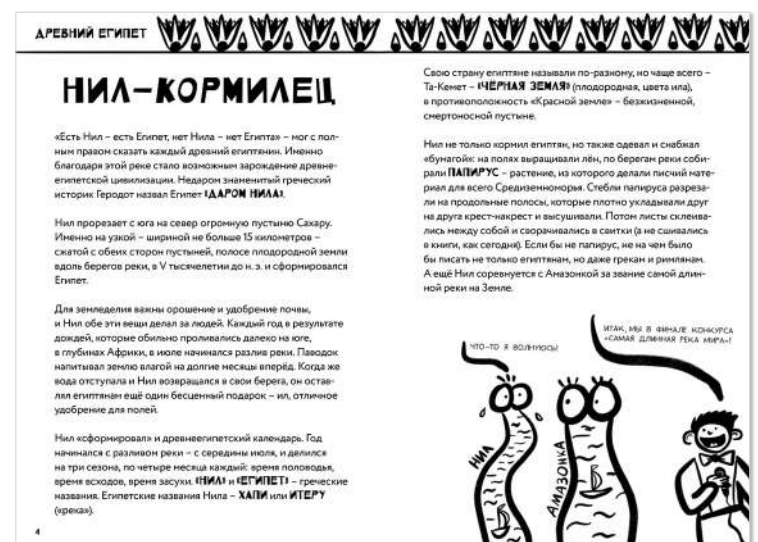 ДРЕВНИЙ ЕГИПЕТ
НИЛ–КОРМИЛЕЦ
«Есть Нил – есть Египет, нет Нила – нет Египта» – мог с пол-
ным правом сказать каждый древний египтянин. Именно
благодаря этой реке стало возможным зарождение древне-
египетской цивилизации. Недаром знаменитый греческий
историк Геродот назвал Египет «ДАРОМ НИЛА».
Нил прорезает с юга на север огромную пустыню Сахару.
Именно на узкой – шириной не больше 15 километров –
сжатой с обеих сторон пустыней, полосе плодородной земли
вдоль берегов реки, в V тысячелетии до н. э. и сформировался
Египет.
Для земледелия важны орошение и удобрение почвы,
и Нил обе эти вещи делал за людей. Каждый год в результате
дождей, которые обильно проливались далеко на юге,
в глубинах Африки, в июле начинался разлив реки. Паводок
напитывал землю влагой на долгие месяцы вперёд. Когда же
вода отступала и Нил возвращался в свои берега, он остав-
лял египтянам ещё один бесценный подарок – ил, отличное
удобрение для полей.
Нил «сформировал» и древнеегипетский календарь. Год
начинался с разливом реки – с середины июля, и делился
на три сезона, по четыре месяца каждый: время половодья,
время всходов, время засухи. «НИЛ» и «ЕГИПЕТ» – греческие
названия. Египетские названия Нила – ХАПИ или ИТЕРУ
(«река»).
4
Свою страну египтяне называли по-разному, но чаще всего –
Та-Кемет – «ЧЁРНАЯ ЗЕМЛЯ» (плодородная, цвета ила),
в противоположность «Красной земле» – безжизненной,
смертоносной пустыне.
Нил не только кормил египтян, но также одевал и снабжал
«бумагой»: на полях выращивали лён, по берегам реки соби-
рали ПАПИРУС – растение, из которого делали писчий мате-
риал для всего Средиземноморья. Стебли папируса разреза-
ли на продольные полосы, которые плотно укладывали друг
на друга крест-накрест и высушивали. Потом листы склеива-
лись между собой и сворачивались в свитки (а не сшивались
в книги, как сегодня). Если бы не папирус, не на чем было
бы писать не только египтянам, но даже грекам и римлянам.
А ещё Нил соревнуется с Амазонкой за звание самой длин-
ной реки на Земле.
ЧТО-ТО Я ВОЛНУЮСЬ!
ИТАК, МЫ В ФИНАЛЕ КОНКУРСА
«САМАЯ ДЛИННАЯ РЕКА МИРА»!
НИЛ
АМАЗОНКА